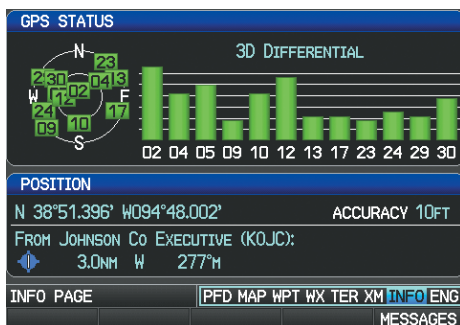 GPS STATUS
N
3D DIFFERENTIAL
23
2 30 04 13
W 02 E
12 17
24
09 10
S
02 04 05 09 10 12 13 17 23 24 29 30
POSITION
N 38°51.396' W094°48.002' ACCURACY 10FT
FROM JOHNSON CO EXECUTIVE (KOJC):
3.0NM W 277°M
INFO PAGE PFD MAP WPT WX TER XM INFO ENG
MESSAGES